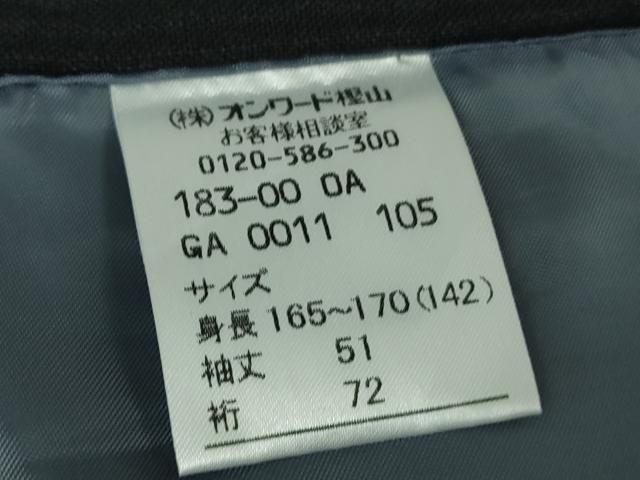 (株)オンワード樫山
お客様相談室
0120-586-300
183-00 0A
GA 0011 105
サイズ
身長 165～170(142)
袖丈 51
裄 72